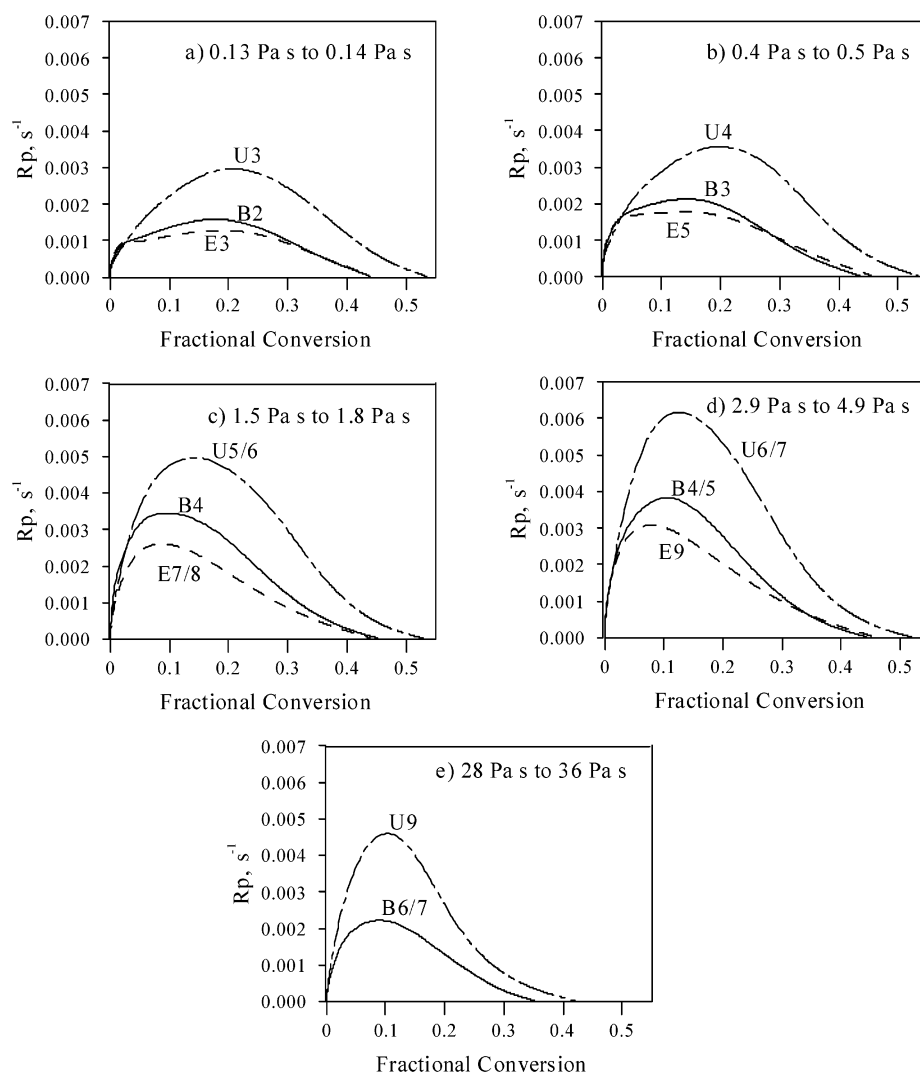 a) 0.13 Pa s to 0.14 Pa s
0.007
0.006
0.005
0.004
0.003
0.002
0.001
0.000
Rp, s⁻¹
U3
B2
E3
0 0.1 0.2 0.3 0.4 0.5
Fractional Conversion
b) 0.4 Pa s to 0.5 Pa s
0.007
0.006
0.005
0.004
0.003
0.002
0.001
0.000
Rp, s⁻¹
U4
B3
E5
0 0.1 0.2 0.3 0.4 0.5
Fractional Conversion
c) 1.5 Pa s to 1.8 Pa s
0.007
0.006
0.005
0.004
0.003
0.002
0.001
0.000
Rp, s⁻¹
U5/6
B4
E7/8
0 0.1 0.2 0.3 0.4 0.5
Fractional Conversion
d) 2.9 Pa s to 4.9 Pa s
0.007
0.006
0.005
0.004
0.003
0.002
0.001
0.000
Rp, s⁻¹
U6/7
B4/5
E9
0 0.1 0.2 0.3 0.4 0.5
Fractional Conversion
e) 28 Pa s to 36 Pa s
0.007
0.006
0.005
0.004
0.003
0.002
0.001
0.000
Rp, s⁻¹
U9
B6/7
0 0.1 0.2 0.3 0.4 0.5
Fractional Conversion